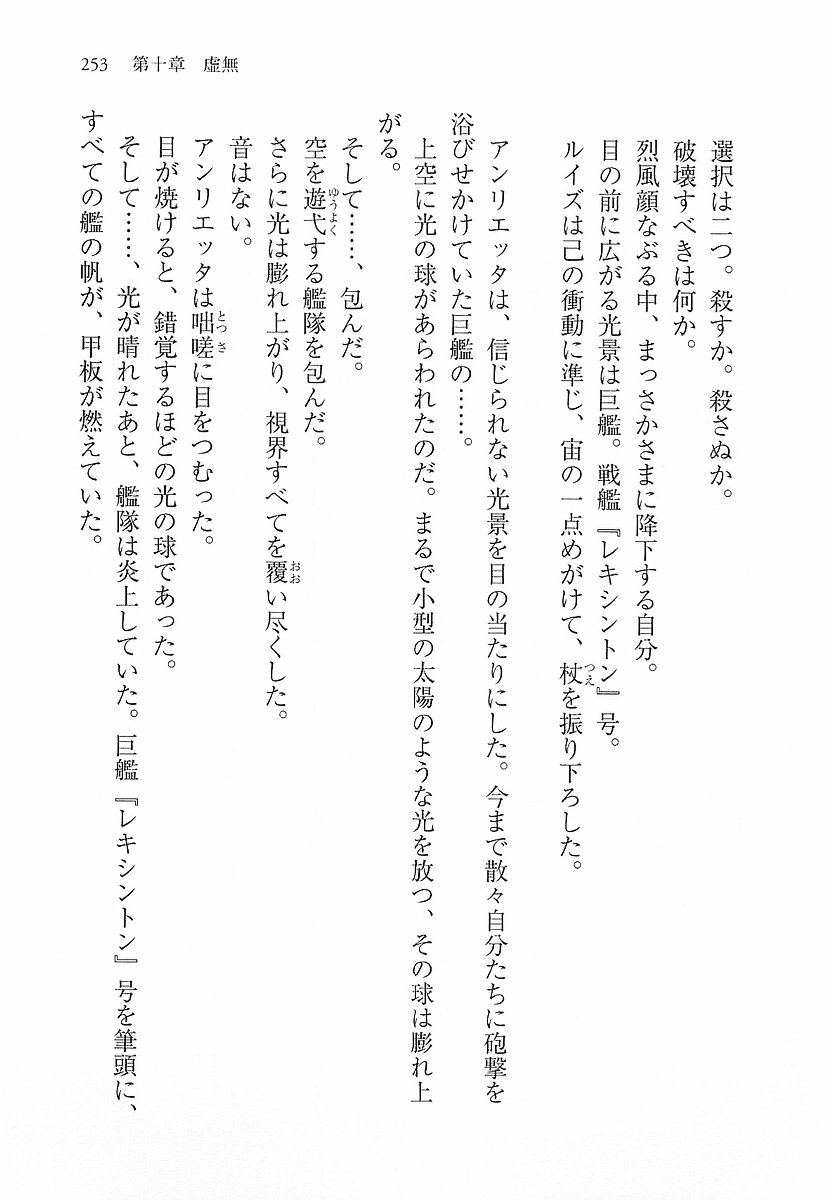 253　第十章　虚無
選択は二つ。殺すか。殺さぬか。
破壊すべきは何か。
烈風顔なぶる中、まっさかさまに降下する自分。
目の前に広がる光景は巨艦。戦艦『レキシントン』号。
ルイズは己の衝動に準じ、宙の一点めがけて、杖を振り下ろした。
アンリエッタは、信じられない光景を目の当たりにした。今まで散々自分たちに砲撃を
浴びせかけていた巨艦の……。
上空に光の球があらわれたのだ。まるで小型の太陽のような光を放つ、その球は膨れ上
がる。
そして……、包んだ。
空を遊弋する艦隊を包んだ。
さらに光は膨れ上がり、視界すべてを覆い尽くした。
音はない。
アンリエッタは咄嗟に目をつむった。
目が焼けると、錯覚するほどの光の球であった。
そして……、光が晴れたあと、艦隊は炎上していた。巨艦『レキシントン』号を筆頭に、
すべての艦の帆が、甲板が燃えていた。